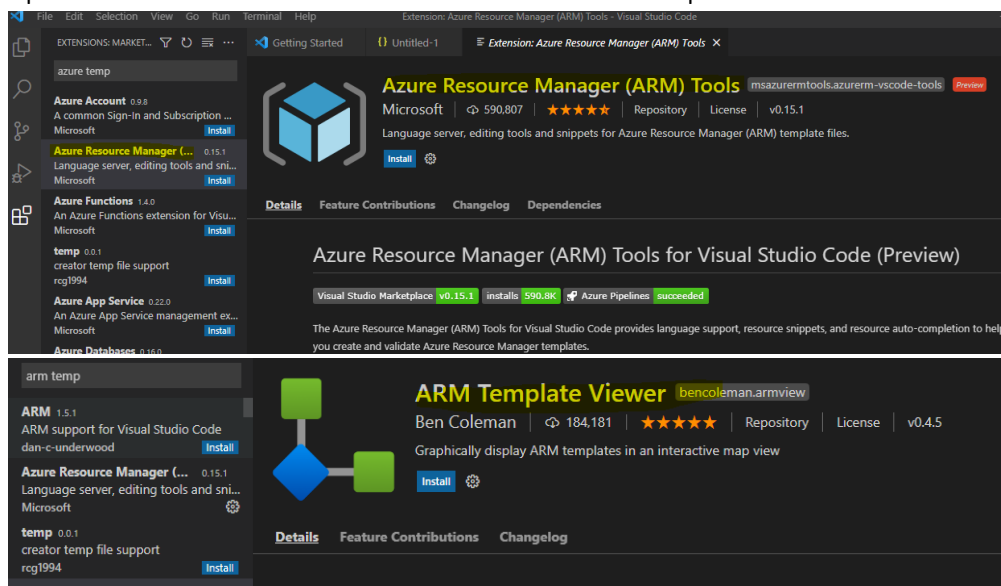 File Edit Selection View Go Run Terminal Help Extension: Azure Resource Manager (ARM) Tools - Visual Studio Code
EXTENSIONS: MARKET... Getting Started {} Untitled-1 Extension: Azure Resource Manager (ARM) Tools
azure temp
Azure Account 0.9.8
A common Sign-In and Subscription ...
Microsoft Install
Azure Resource Manager (... 0.15.1
Language server, editing tools and sni...
Microsoft Install
Azure Functions 1.4.0
An Azure Functions extension for Visu...
Microsoft Install
temp 0.0.1
creator temp file support
rcg1994 Install
Azure App Service 0.22.0
An Azure App Service management ex...
Microsoft Install
Azure Databases 0.16.0
Azure Resource Manager (ARM) Tools msazurermtools.azurerm-vscode-tools Preview
Microsoft 590,807 Repository License v0.15.1
Language server, editing tools and snippets for Azure Resource Manager (ARM) template files.
Install
Details Feature Contributions Changelog Dependencies
Azure Resource Manager (ARM) Tools for Visual Studio Code (Preview)
Visual Studio Marketplace v0.15.1 installs 590.8K Azure Pipelines succeeded
The Azure Resource Manager (ARM) Tools for Visual Studio Code provides language support, resource snippets, and resource auto-completion to help
you create and validate Azure Resource Manager templates.
arm temp
ARM 1.5.1
ARM support for Visual Studio Code
dan-c-underwood Install
Azure Resource Manager (... 0.15.1
Language server, editing tools and sni...
Microsoft
temp 0.0.1
creator temp file support
rcg1994 Install
ARM Template Viewer bencoleman.armview
Ben Coleman 184,181 Repository License v0.4.5
Graphically display ARM templates in an interactive map view
Install
Details Feature Contributions Changelog